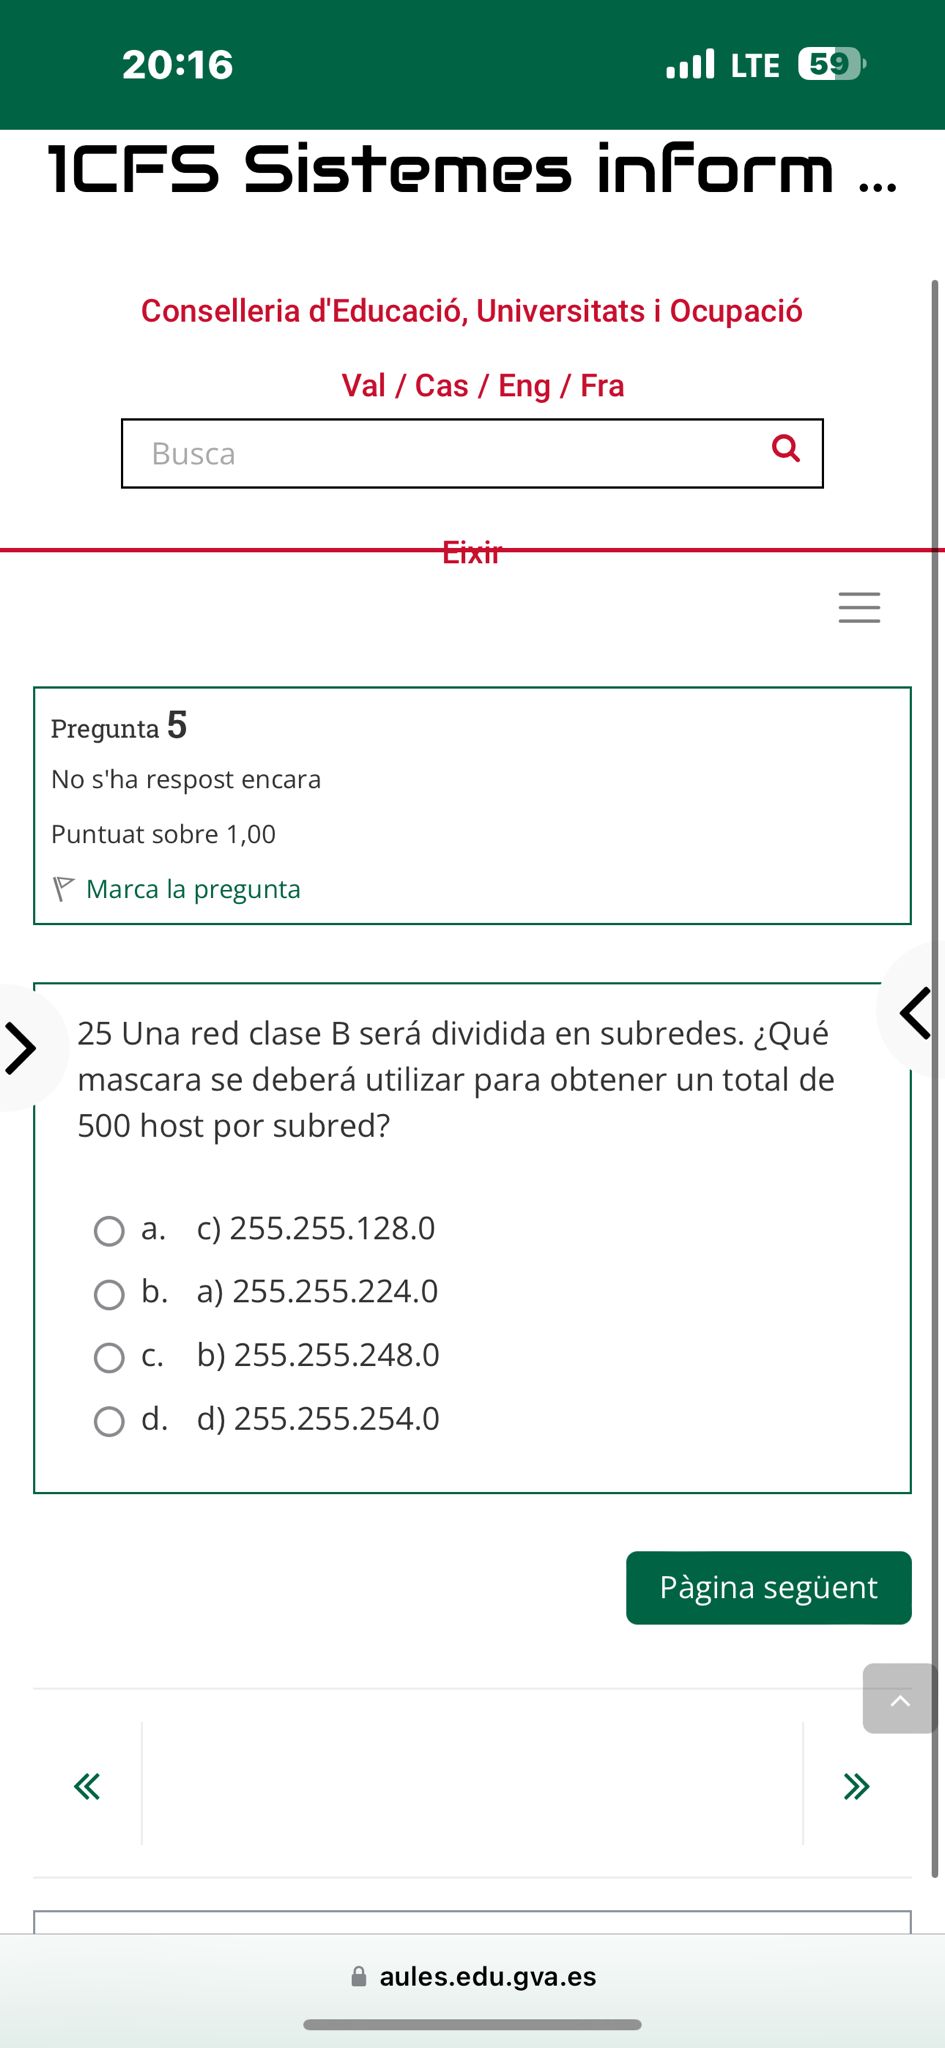 20:16
LTE
59
1CFS Sistemes inform ...
Conselleria d'Educació, Universitats i Ocupació
Val / Cas / Eng / Fra
Busca
Eixir
Pregunta 5
No s'ha respost encara
Puntuat sobre 1,00
Marca la pregunta
25 Una red clase B será dividida en subredes. ¿Qué
mascara se deberá utilizar para obtener un total de
500 host por subred?
a. c) 255.255.128.0
b. a) 255.255.224.0
c. b) 255.255.248.0
d. d) 255.255.254.0
Pàgina següent
aules.edu.gva.es